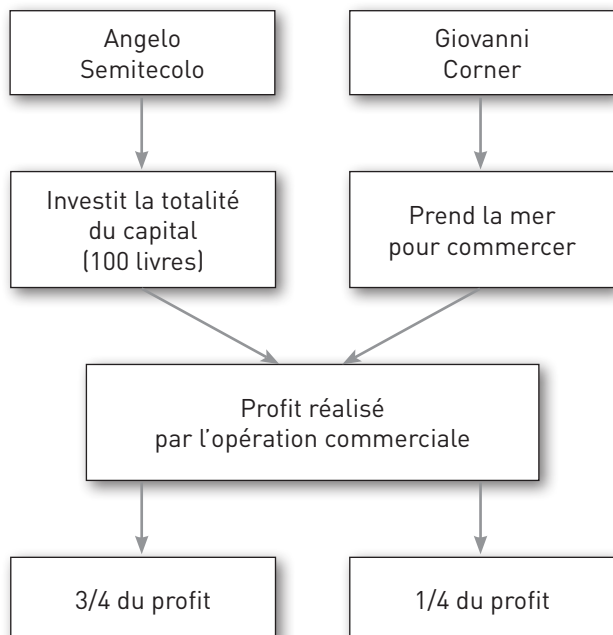 Angelo
Semitecolo
Giovanni
Corner
Investit la totalité
du capital
(100 livres)
Prend la mer
pour commercer
Profit réalisé
par l’opération commerciale
3/4 du profit
1/4 du profit